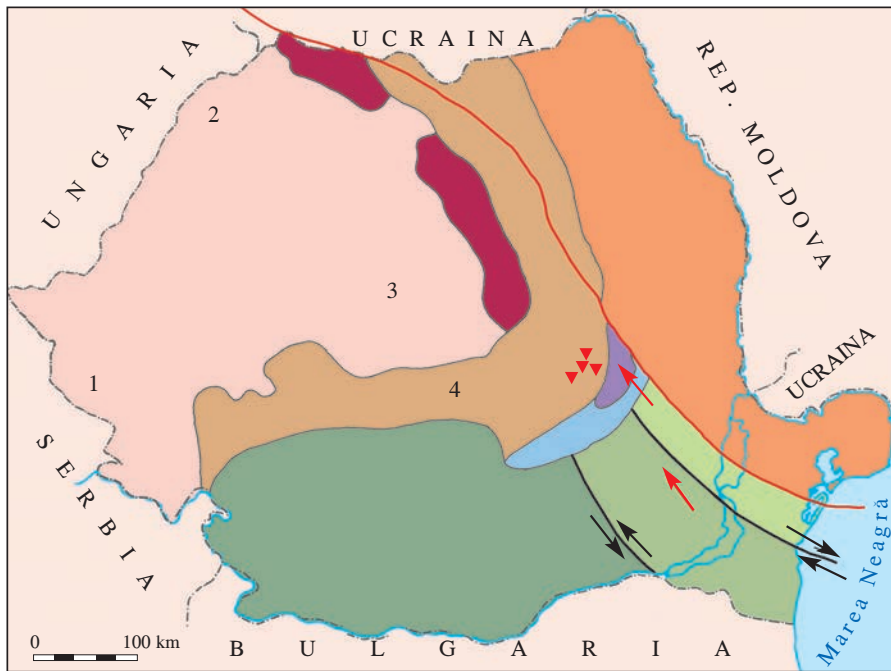 UCRAINA
UNGARIA
REP. MOLDOVA
2
3
UCRAINA
1
4
SERBIA
Marea Neagră
0 100 km
BULGARIA